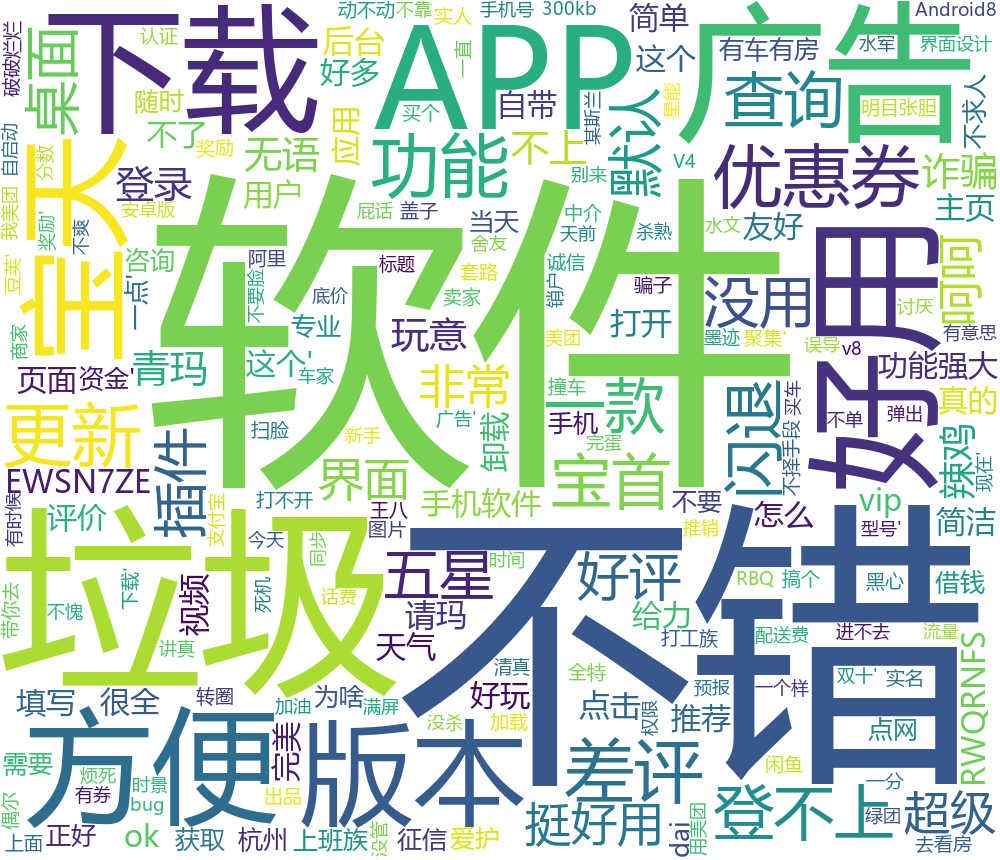 破破烂烂
认证
动不动
不靠
实人
手机号
300kb
Android8
下载
APP
广告
桌面
随时
后台
好多
一直
简单
这个
有车有房
水军
界面设计
自启动
分数
不了
奖励
无语
应用
买个
自带
不上
某斯兰
星能
默认
查询
明目张胆
不求人
我美团
奖励'
不爽
宝天
登录
安卓版
用户
功能
屁话
盖子
当天
别来
V4
优惠券
诈骗
主页
豆荚'
商家
一点'
咨询
不要脸
阿里
底价
舍友
标题
套路
卖家
中介
天前
诚信
销户
杀熟
水文
友好
骗子
打开
没用
好用
呵呵
讨厌
有意思
软件
专业
玩意
美团
墨迹
聚集'
误导
v8
功能强大
页面
资金'
青玛
这个'
车家
非常
撞车
一款
手机
闪退
不择手段
买车
不单
弹出
真的
更新
插件
扫脸
新手
广告'
卸载
完蛋
辣鸡
现在'
EWSN7ZE
支付宝
打不开
界面
王八
图片
手机软件
宝首
不要
推销
怎么
vip
型号'
简洁
有时候
评价
今天
同步
五星
时间
好评
RBQ
搞个
黑心
借钱
垃圾
不错
带你去
不愧
下载'
讲真
视频
死机
话费
请玛
给力
打工族
配送费
进不去
流量
天气
清真
全特
预报
一个样
双十'
实名
RWQRNFS
填写
很全
转圈
加油
为啥
满屏
好玩
没杀
加载
点击
权限
推荐
点网
需要
烦死
有券
时景
bug
方便
完美
出品
版本
差评
闲鱼
一分
偶尔
上面
正好
ok
获取
杭州
上班族
没管
征信
爱护
挺好用
dai
用美团
登不上
绿团
超级
去看房